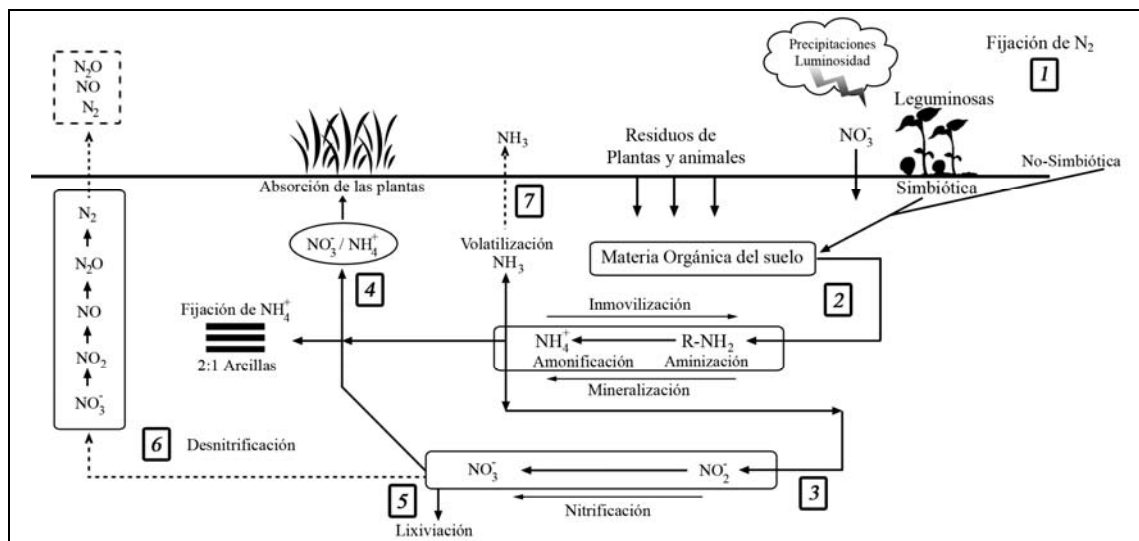 Precipitaciones
Luminosidad
Fijación de N₂
1
N₂O
NO
N₂
Leguminosas
NH₃
Residuos de
Plantas y animales
NO₃⁻
No-Simbiótica
Absorción de las plantas
Simbiótica
7
N₂
NO₃⁻ / NH₄⁺
Volatilización
NH₃
Materia Orgánica del suelo
N₂O
4
2
Fijación de NH₄⁺
Inmovilización
NO
NH₄⁺
R-NH₂
2:1 Arcillas
Amonificación
Aminización
NO₂
Mineralización
NO₃⁻
6
Desnitrificación
NO₃⁻
NO₂⁻
3
5
Nitrificación
Lixiviación